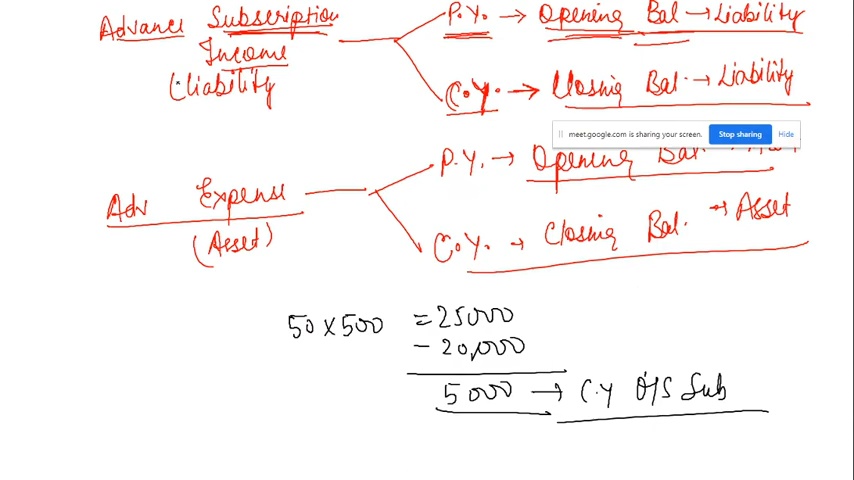 Advance Subscription P.Y. → Opening Bal → Liability
Income
(Liability C.Y. → Closing Bal. → Liability
meet.google.com is sharing your screen. Stop sharing Hide
P.Y. → Opening Bal
Adv Expense
(Asset) C.Y. → Closing Bal. → Asset
50 x 500 = 25000
- 20,000
5000 → C.Y O/S Sub